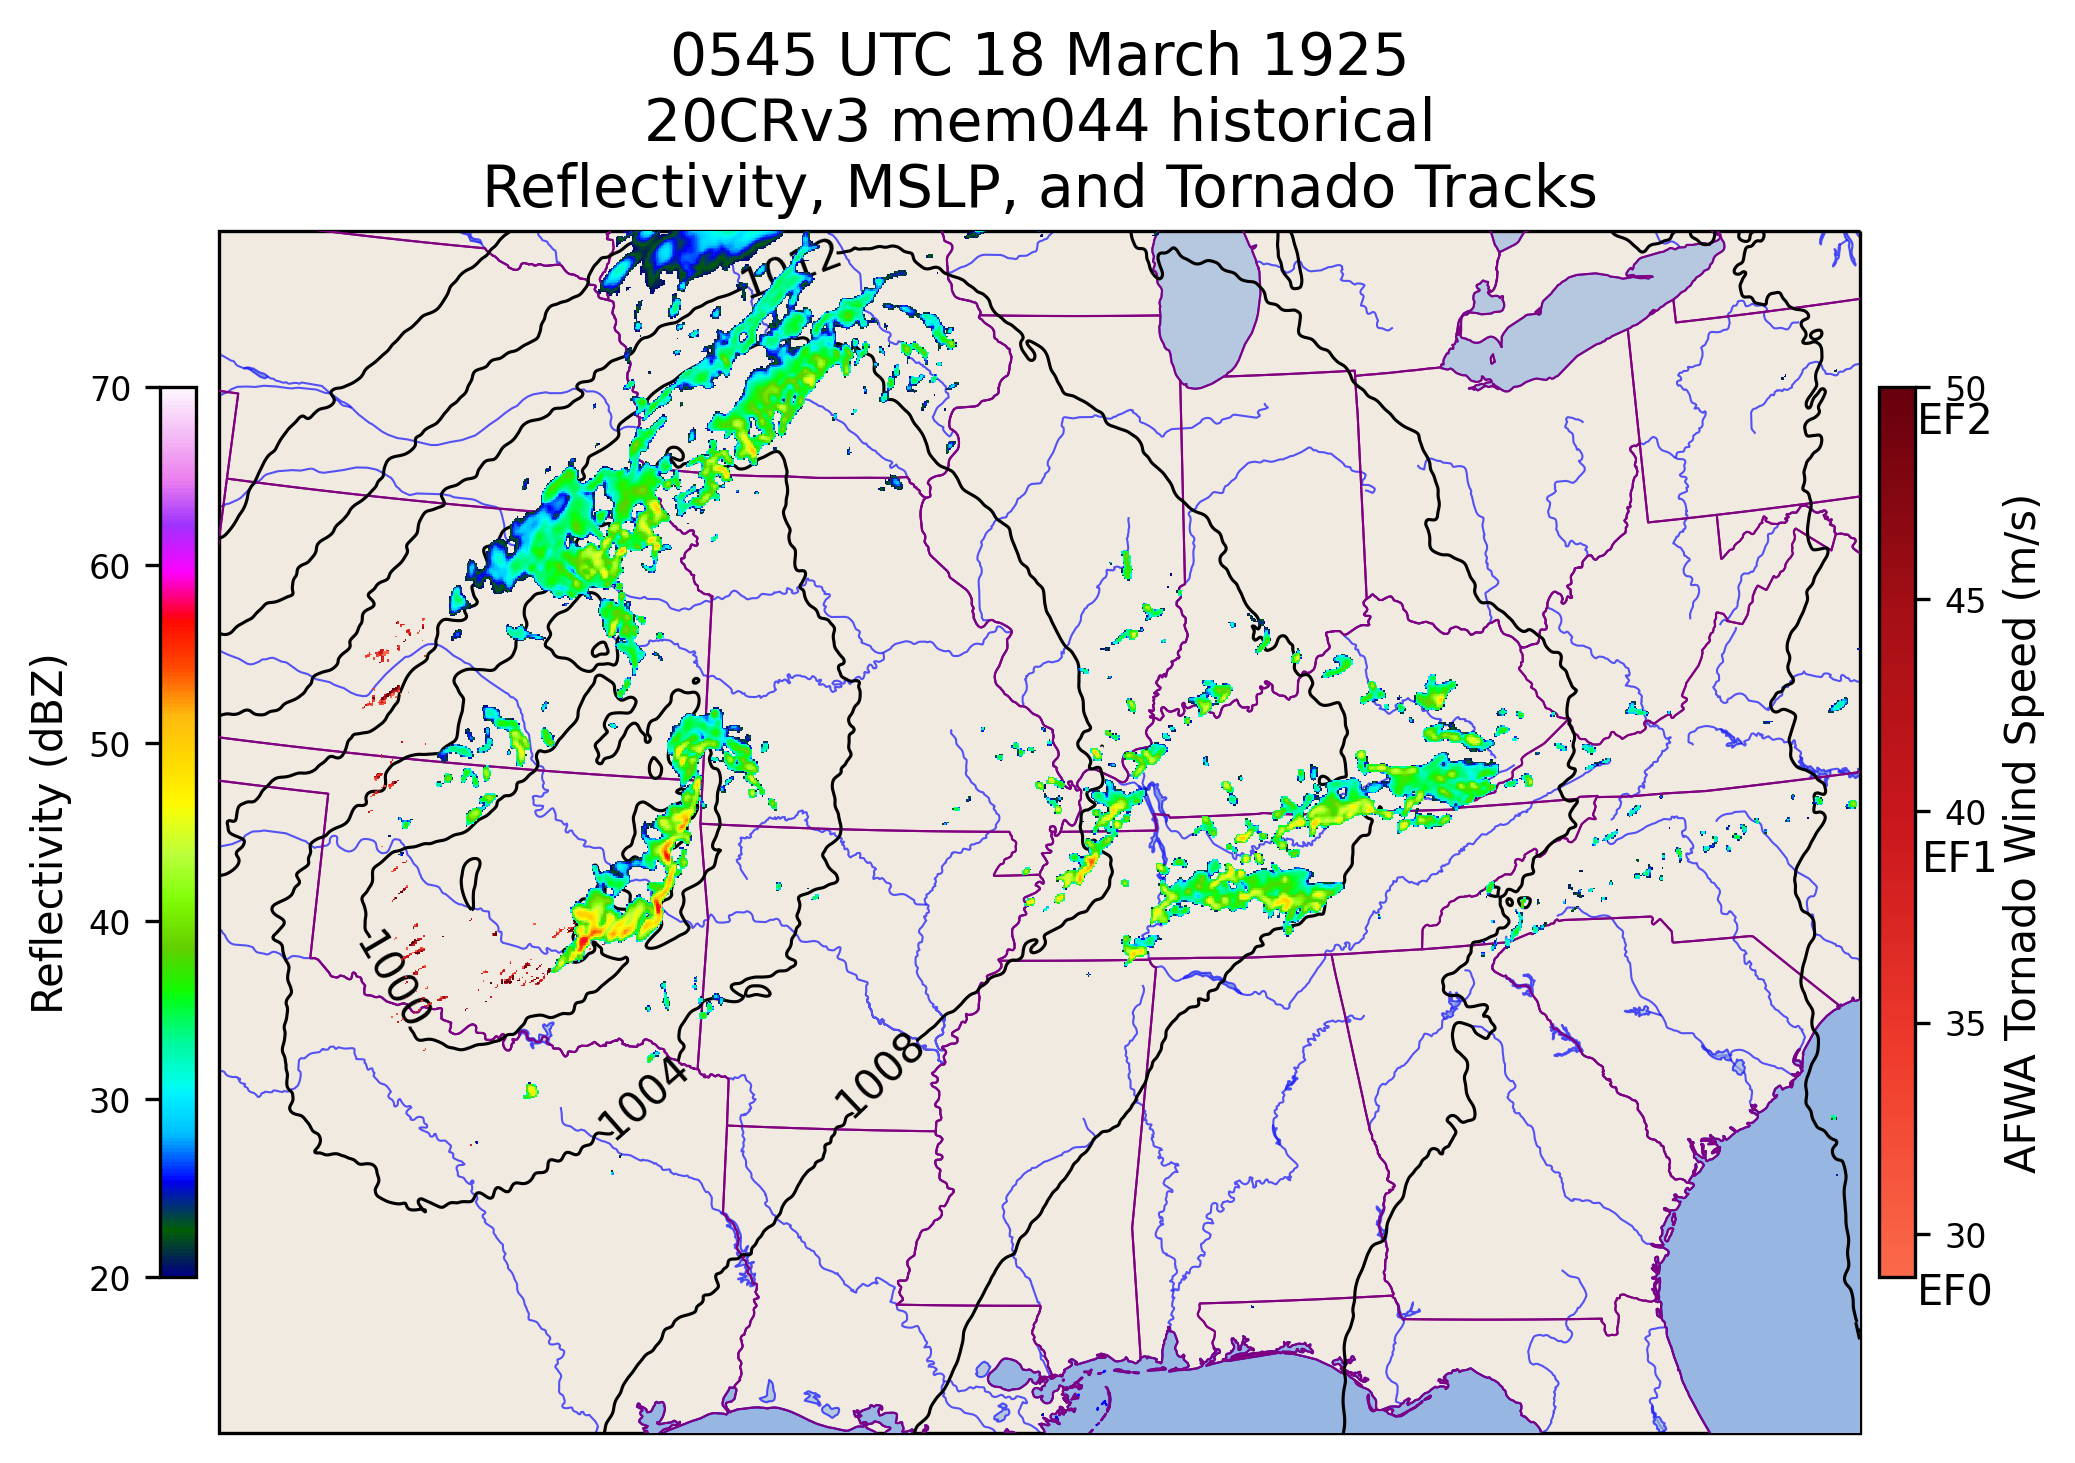 0545 UTC 18 March 1925
20CRv3 mem044 historical
Reflectivity, MSLP, and Tornado Tracks
1012
1000
1004
1008
70
60
50
40
30
20
Reflectivity (dBZ)
50
EF2
45
40
EF1
35
30
EF0
AFWA Tornado Wind Speed (m/s)